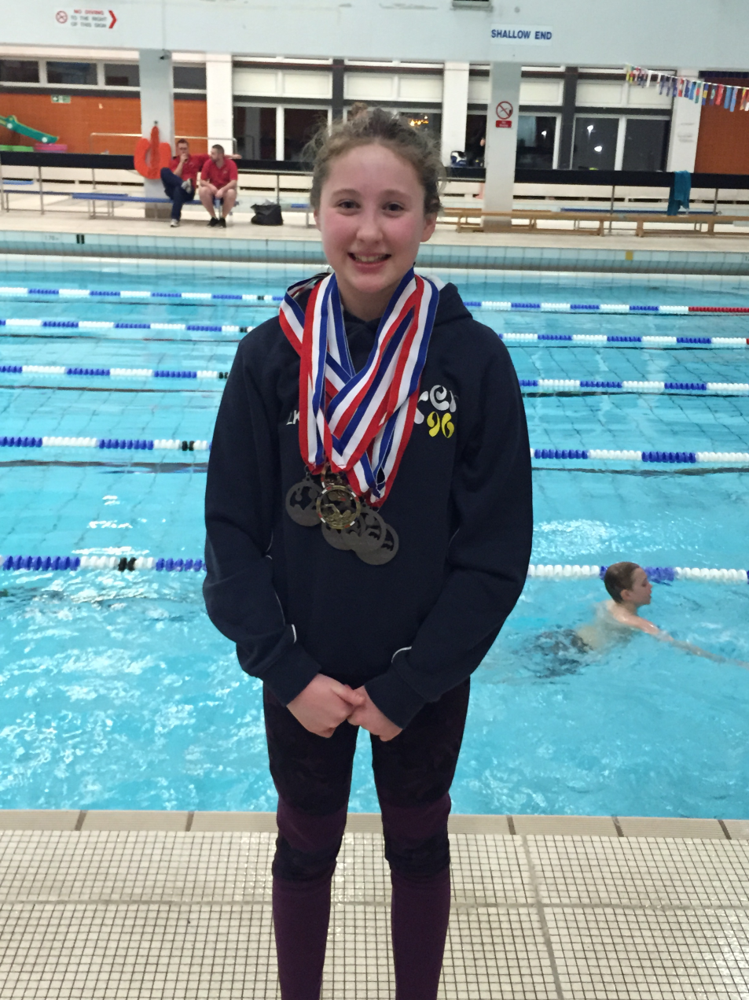 NO DIVING
TO THE RIGHT
OF THIS SIGN
SHALLOW END
96